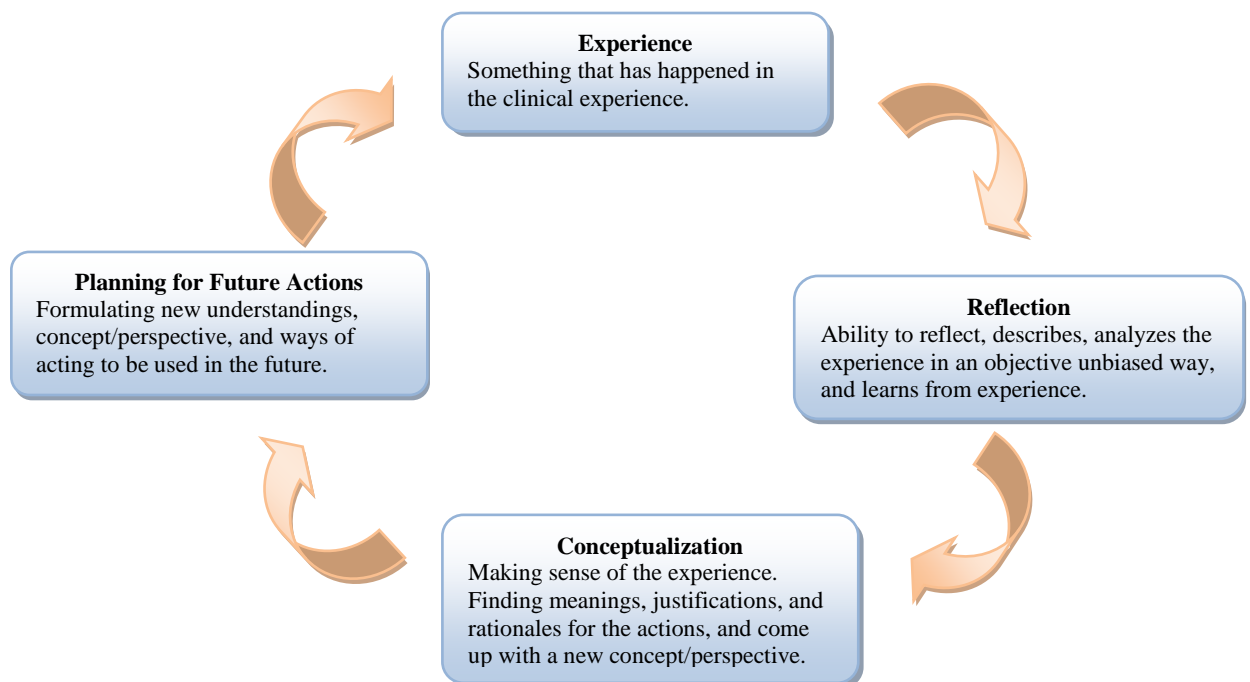 Experience
Something that has happened in
the clinical experience.
Reflection
Ability to reflect, describes, analyzes the
experience in an objective unbiased way,
and learns from experience.
Conceptualization
Making sense of the experience.
Finding meanings, justifications, and
rationales for the actions, and come
up with a new concept/perspective.
Planning for Future Actions
Formulating new understandings,
concept/perspective, and ways of
acting to be used in the future.